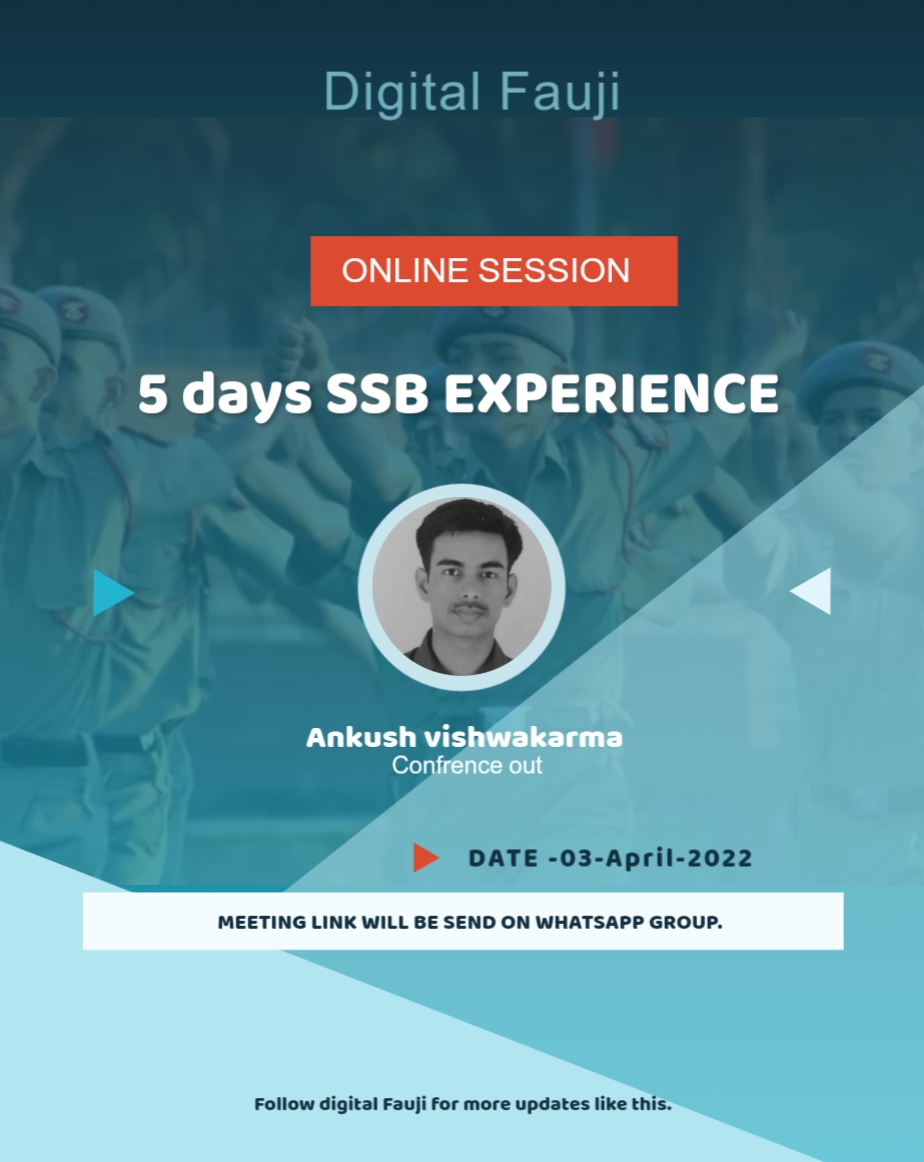 Digital Fauji
ONLINE SESSION
5 days SSB EXPERIENCE
Ankush vishwakarma
Confrence out
DATE -03-April-2022
MEETING LINK WILL BE SEND ON WHATSAPP GROUP.
Follow digital Fauji for more updates like this.